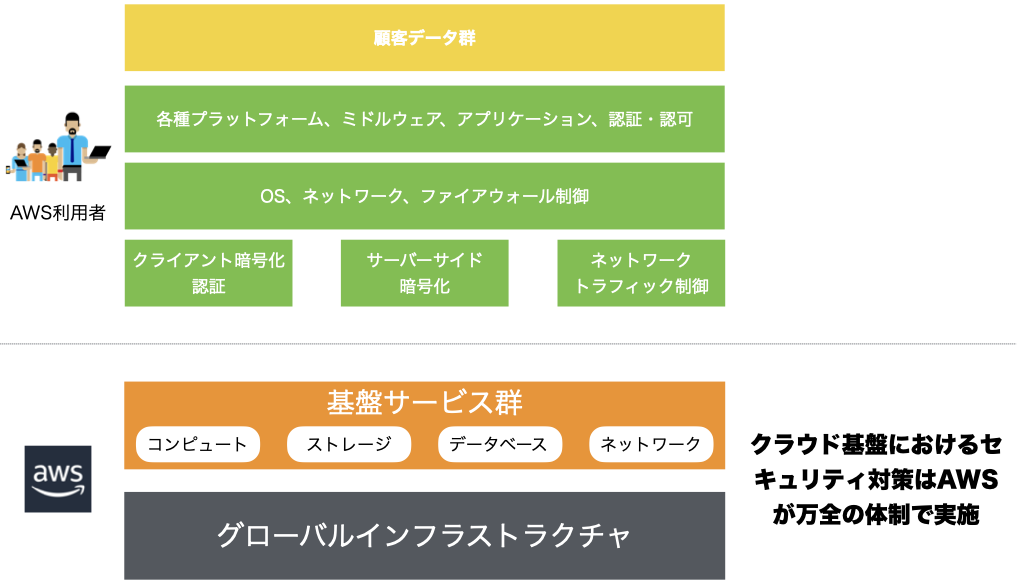 顧客データ群
各種プラットフォーム、ミドルウェア、アプリケーション、認証・認可
OS、ネットワーク、ファイアウォール制御
AWS利用者
クライアント暗号化
認証
サーバーサイド
暗号化
ネットワーク
トラフィック制御
基盤サービス群
コンピュート
ストレージ
データベース
ネットワーク
aws
グローバルインフラストラクチャ
クラウド基盤におけるセ
キュリティ対策はAWS
が万全の体制で実施